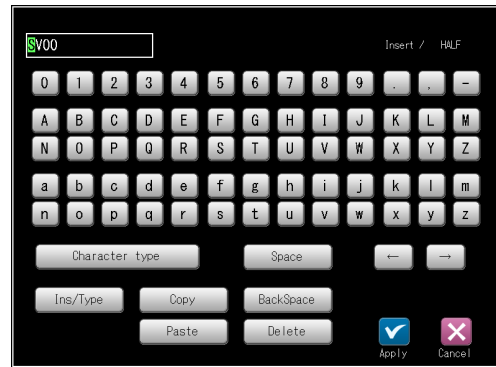 SV00
Insert / HALF
0 1 2 3 4 5 6 7 8 9 . , -
A B C D E F G H I J K L M
N O P Q R S T U V W X Y Z
a b c d e f g h i j k l m
n o p q r s t u v w x y z
Character type Space ← →
Ins/Type Copy BackSpace
Paste Delete
Apply Cancel